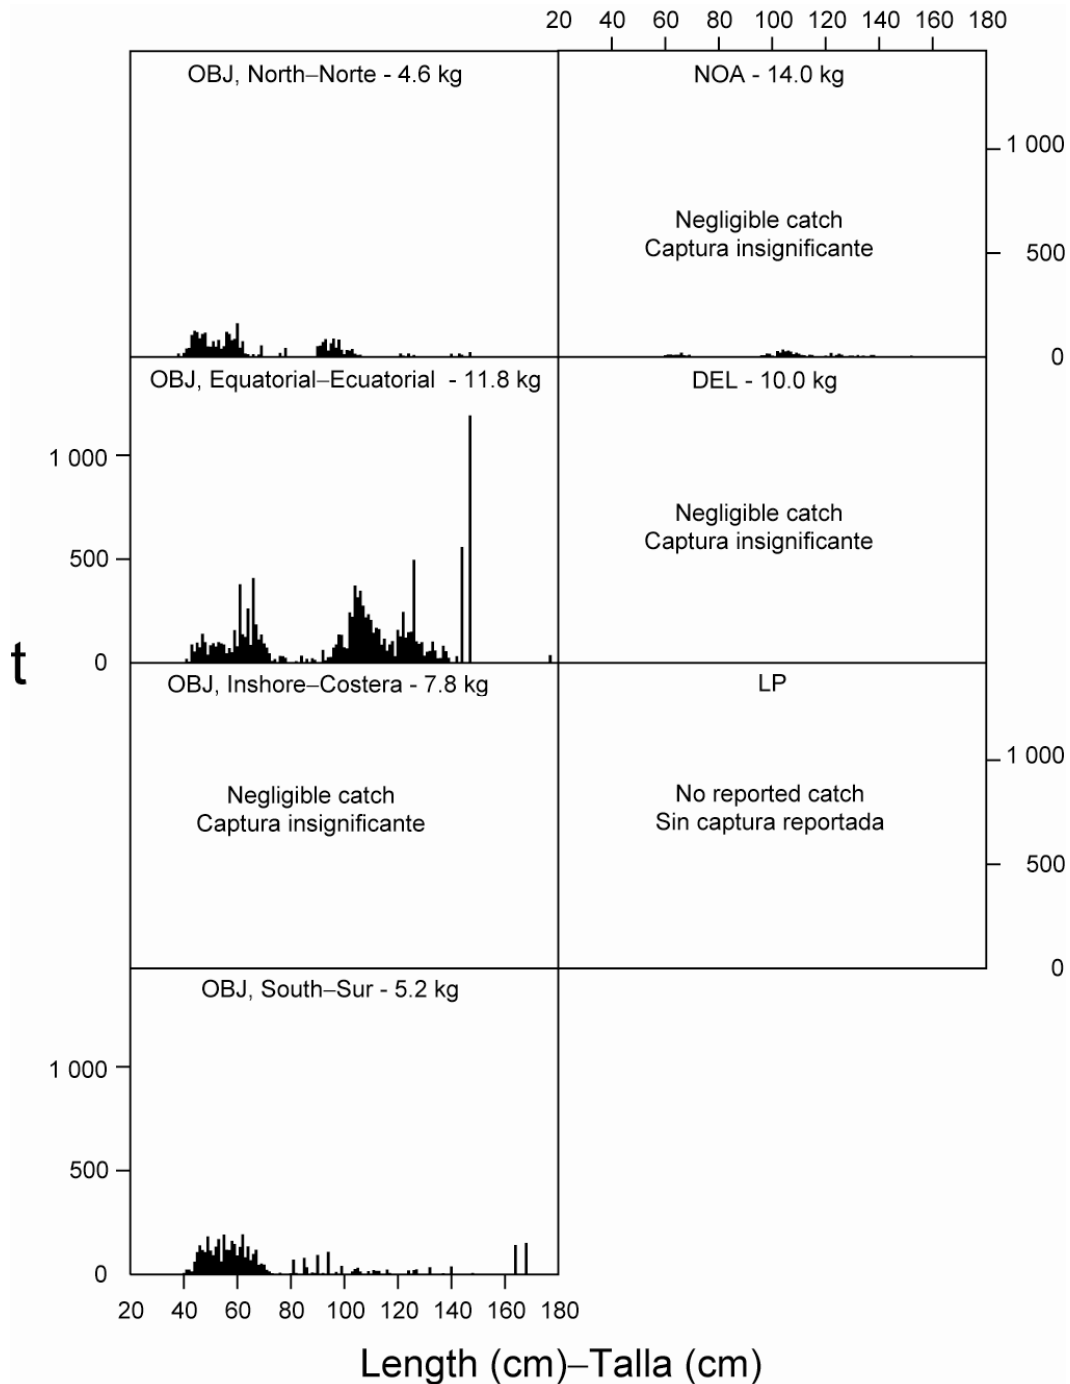 20 40 60 80 100 120 140 160 180
OBJ, North–Norte - 4.6 kg
NOA - 14.0 kg
1 000
Negligible catch
Captura insignificante
500
0
OBJ, Equatorial–Ecuatorial - 11.8 kg
DEL - 10.0 kg
1 000
Negligible catch
Captura insignificante
500
0
t
OBJ, Inshore–Costera - 7.8 kg
LP
1 000
Negligible catch
Captura insignificante
No reported catch
Sin captura reportada
500
0
OBJ, South–Sur - 5.2 kg
1 000
500
0
20 40 60 80 100 120 140 160 180
Length (cm)–Talla (cm)